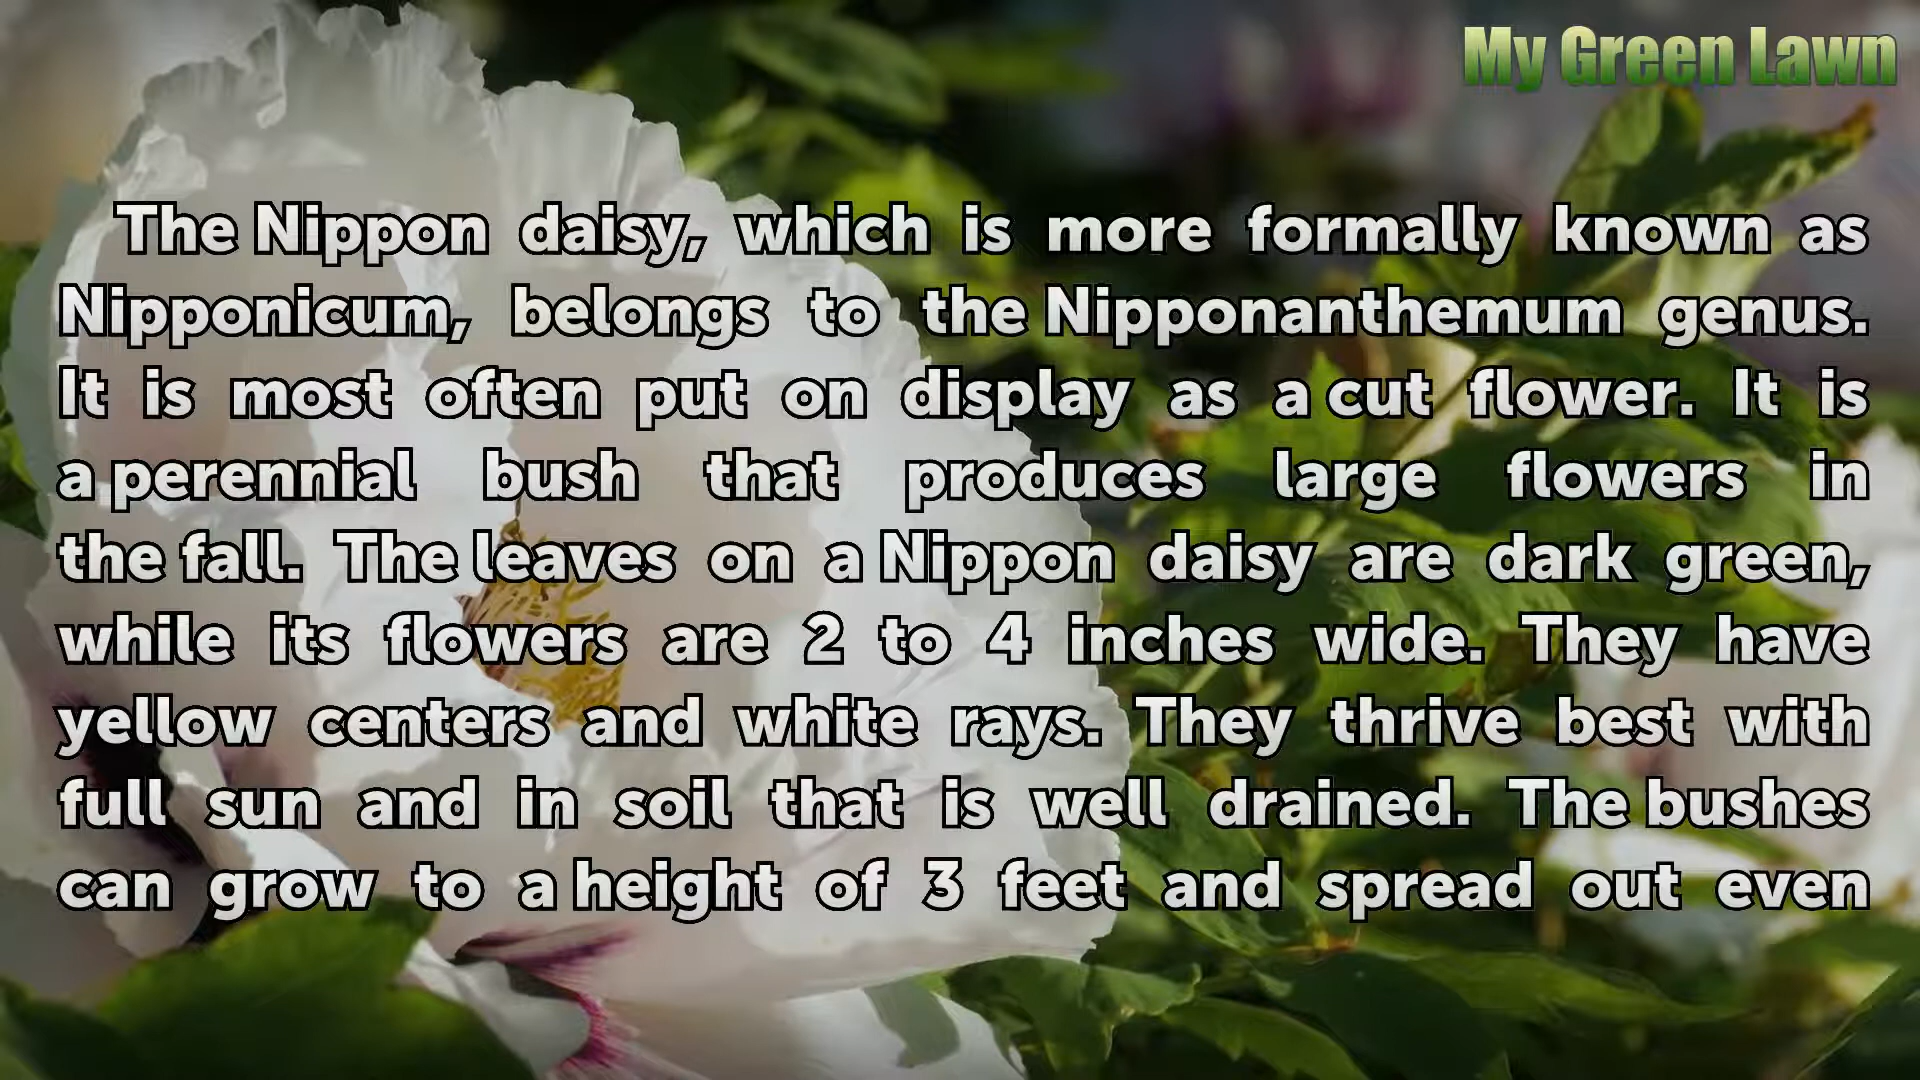 My Green Lawn
The Nippon daisy, which is more formally known as
Nipponicum, belongs to the Nipponanthemum genus.
It is most often put on display as a cut flower. It is
a perennial bush that produces large flowers in
the fall. The leaves on a Nippon daisy are dark green,
while its flowers are 2 to 4 inches wide. They have
yellow centers and white rays. They thrive best with
full sun and in soil that is well drained. The bushes
can grow to a height of 3 feet and spread out even